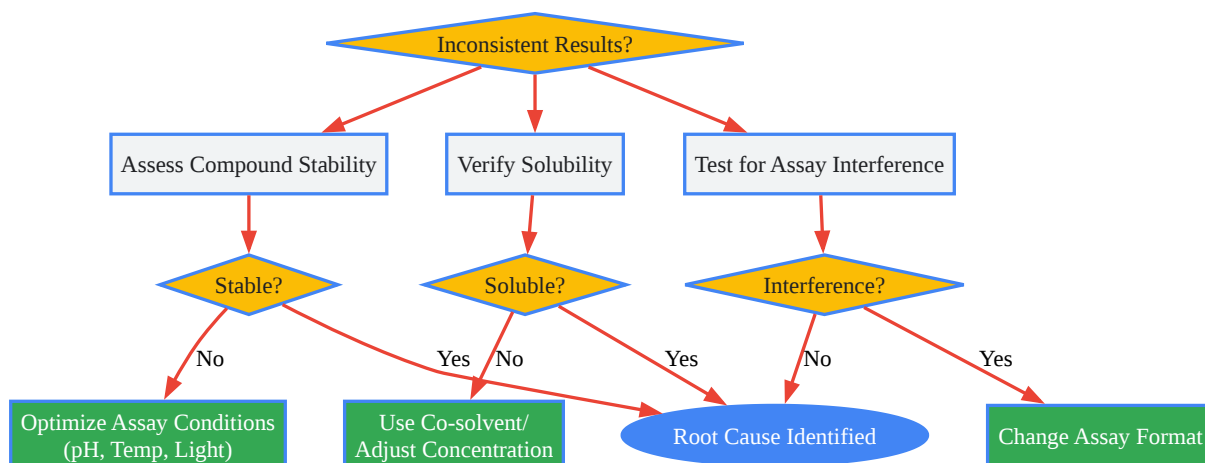 Inconsistent Results?
Assess Compound Stability
Verify Solubility
Test for Assay Interference
Stable?
Soluble?
Interference?
No
Yes
No
Yes
No
Yes
Optimize Assay Conditions
(pH, Temp, Light)
Use Co-solvent/
Adjust Concentration
Root Cause Identified
Change Assay Format